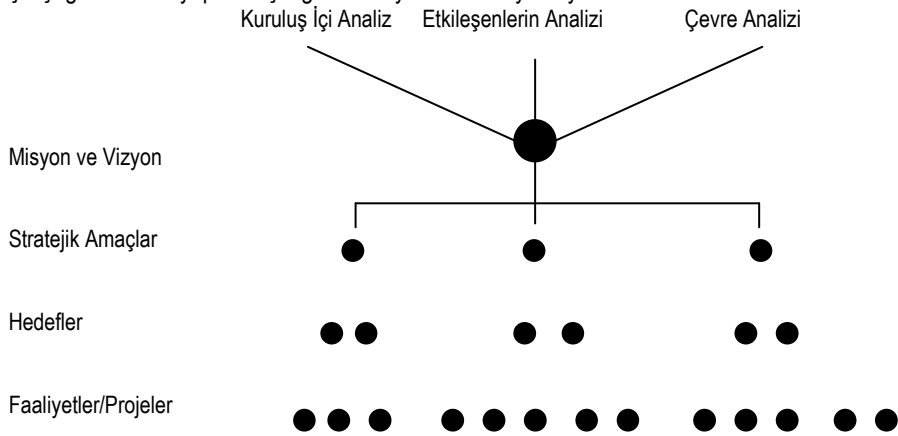 Kuruluş İçi Analiz Etkileşenlerin Analizi Çevre Analizi
Misyon ve Vizyon
Stratejik Amaçlar
Hedefler
Faaliyetler/Projeler